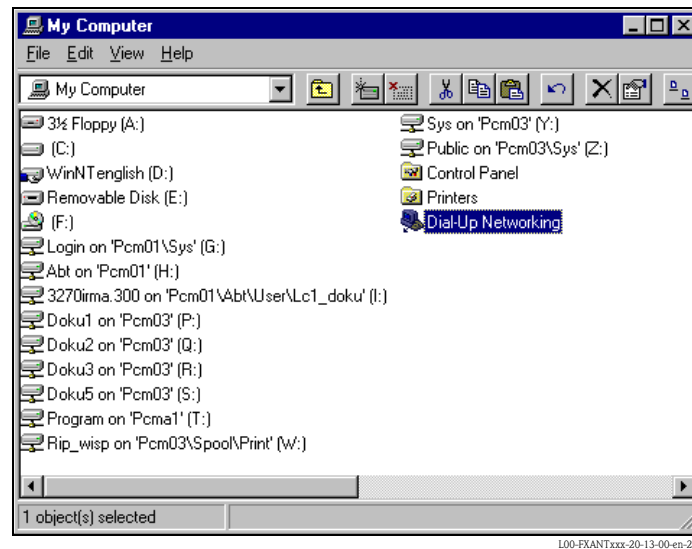 My Computer
File Edit View Help
My Computer
3½ Floppy (A:)
(C:)
WinNTenglish (D:)
Removable Disk (E:)
(F:)
Login on 'Pcm01\Sys' (G:)
Abt on 'Pcm01' (H:)
3270irma.300 on 'Pcm01\Abt\User\Lc1_doku' (I:)
Doku1 on 'Pcm03' (P:)
Doku2 on 'Pcm03' (Q:)
Doku3 on 'Pcm03' (R:)
Doku5 on 'Pcm03' (S:)
Program on 'Pcma1' (T:)
Rip_wisp on 'Pcm03\Spool\Print' (W:)
Sys on 'Pcm03' (Y:)
Public on 'Pcm03\Sys' (Z:)
Control Panel
Printers
Dial-Up Networking
1 object(s) selected
L00-FXANTxxx-20-13-00-en-2